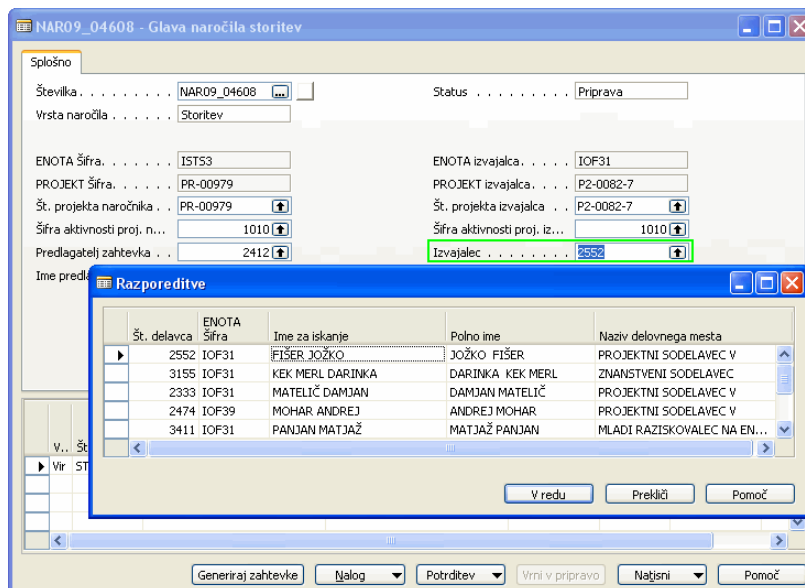 NAR09_04608 - Glava naročila storitev
Splošno
Številka. . . . . . . . . . NAR09_04608 ... Status . . . . . . . . . Priprava
Vrsta naročila . . . . . . Storitev
ENOTA Šifra. . . . . . . ISTS3 ENOTA izvajalca. . . . . IOF31
PROJEKT Šifra. . . . . . PR-00979 PROJEKT izvajalca. . . . P2-0082-7
Št. projekta naročnika . . PR-00979 Št. projekta izvajalca . . P2-0082-7
Šifra aktivnosti proj. n... 1010 Šifra aktivnosti proj. iz... 1010
Predlagatelj zahtevka . . 2412 Izvajalec . . . . . . . . 2552
Ime
Razporeditve
Št. delavca ENOTA Šifra Ime za iskanje Polno ime Naziv delovnega mesta
2552 IOF31 FIŠER JOŽKO JOŽKO FIŠER PROJEKTNI SODELAVEC V
3155 IOF31 KEK MERL DARINKA DARINKA KEK MERL ZNANSTVENI SODELAVEC
2333 IOF31 MATELIČ DAMJAN DAMJAN MATELIČ PROJEKTNI SODELAVEC V
2474 IOF39 MOHAR ANDREJ ANDREJ MOHAR PROJEKTNI SODELAVEC V
3411 IOF31 PANJAN MATJAŽ MATJAŽ PANJAN MLADI RAZISKOVALEC NA EN...
V redu Prekliči Pomoč
V.. Št
Vir ST
Generiraj zahtevke Nalog Potrditev Vrni v pripravo Natisni Pomoč